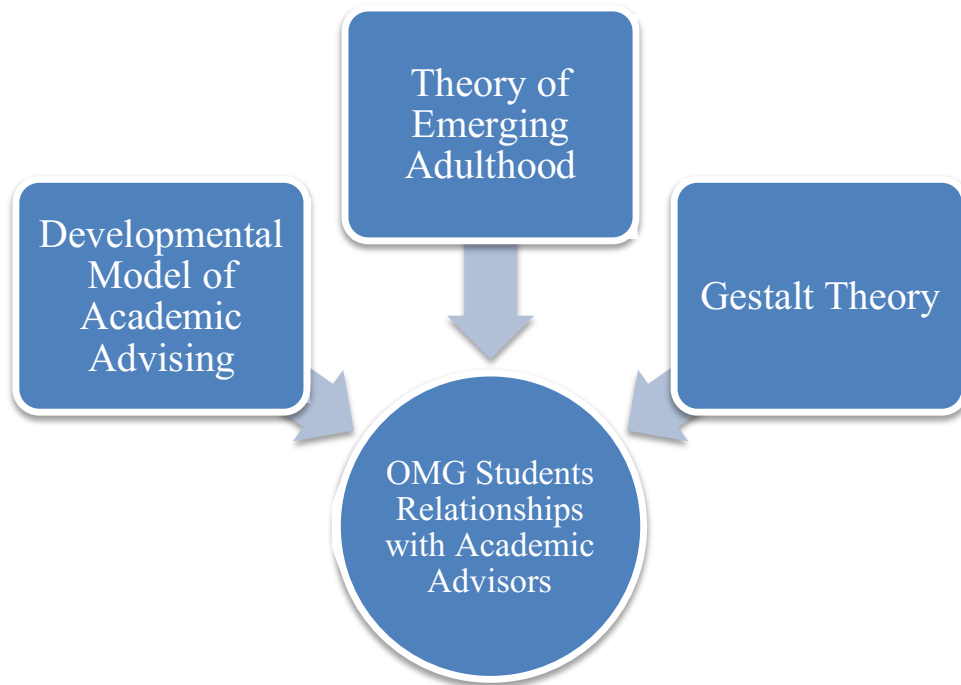 Theory of
Emerging
Adulthood
Developmental
Model of
Academic
Advising
Gestalt Theory
OMG Students
Relationships
with Academic
Advisors